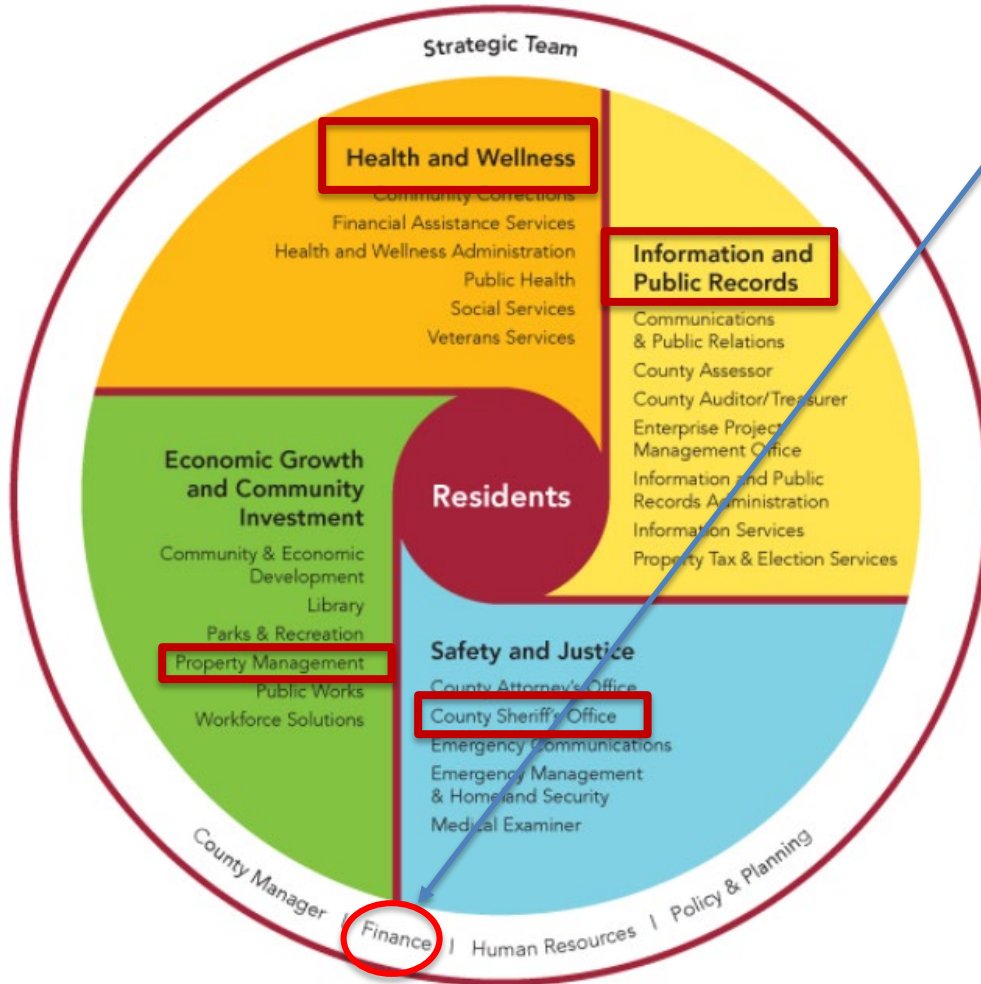 Strategic Team
Health and Wellness
Community Corrections
Financial Assistance Services
Health and Wellness Administration
Public Health
Social Services
Veterans Services
Information and
Public Records
Communications
& Public Relations
County Assessor
County Auditor/Treasurer
Enterprise Project
Management Office
Information and Public
Records Administration
Information Services
Property Tax & Election Services
Residents
Economic Growth
and Community
Investment
Community & Economic
Development
Library
Parks & Recreation
Property Management
Public Works
Workforce Solutions
Safety and Justice
County Attorney's Office
County Sheriff's Office
Emergency Communications
Emergency Management
& Homeland Security
Medical Examiner
County Manager | Finance | Human Resources | Policy & Planning